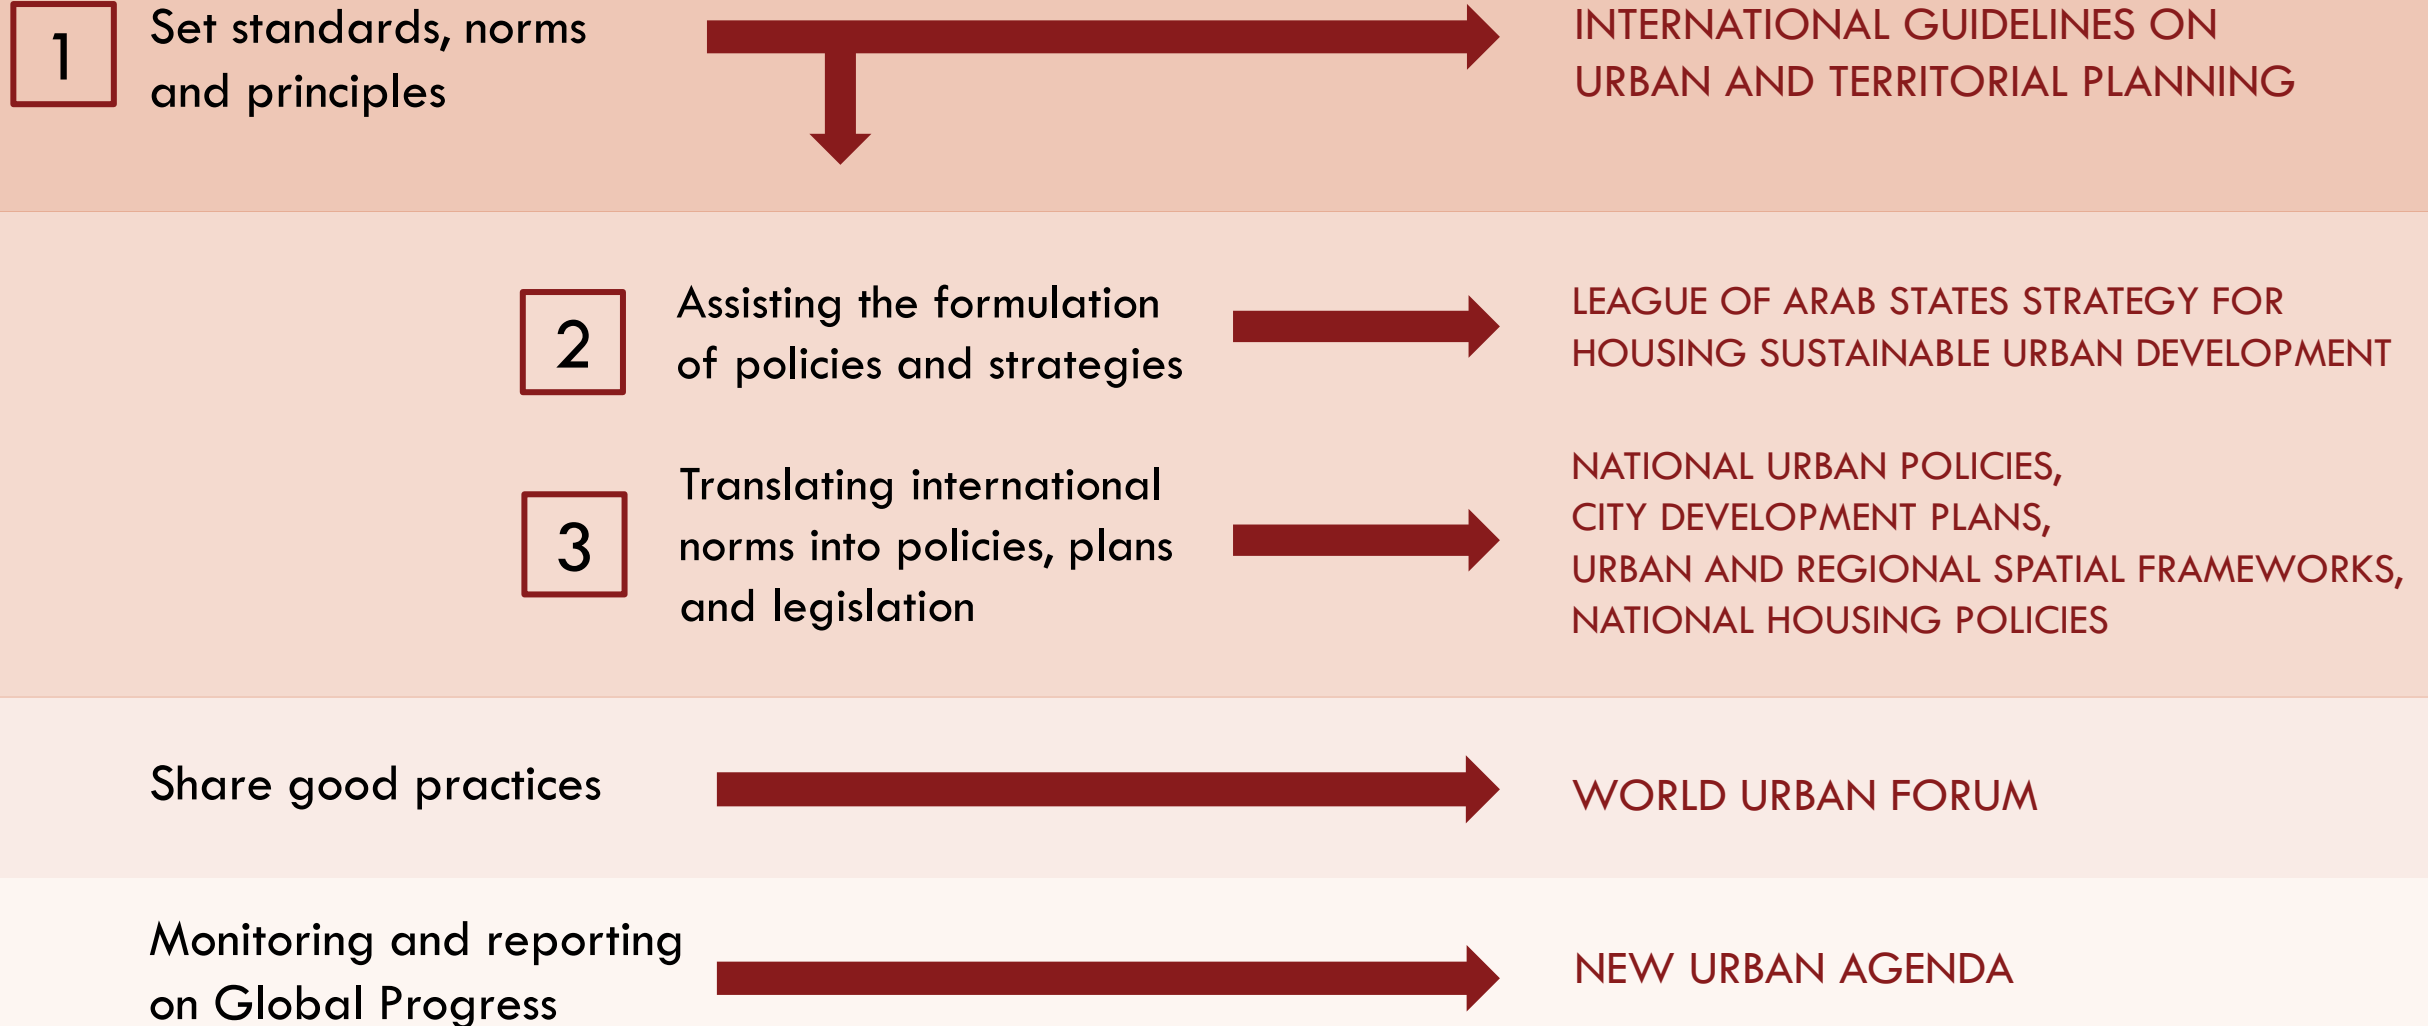 1
Set standards, norms
and principles
INTERNATIONAL GUIDELINES ON
URBAN AND TERRITORIAL PLANNING
2
Assisting the formulation
of policies and strategies
LEAGUE OF ARAB STATES STRATEGY FOR
HOUSING SUSTAINABLE URBAN DEVELOPMENT
3
Translating international
norms into policies, plans
and legislation
NATIONAL URBAN POLICIES,
CITY DEVELOPMENT PLANS,
URBAN AND REGIONAL SPATIAL FRAMEWORKS,
NATIONAL HOUSING POLICIES
Share good practices
WORLD URBAN FORUM
Monitoring and reporting
on Global Progress
NEW URBAN AGENDA